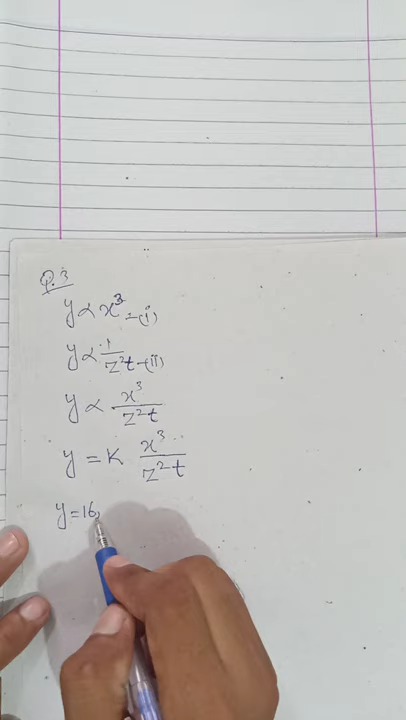 Q.3
y ∝ x³ -(i)
y ∝ 1/z²t -(ii)
y ∝ x³/z²t
y = K x³/z²t
y=16,